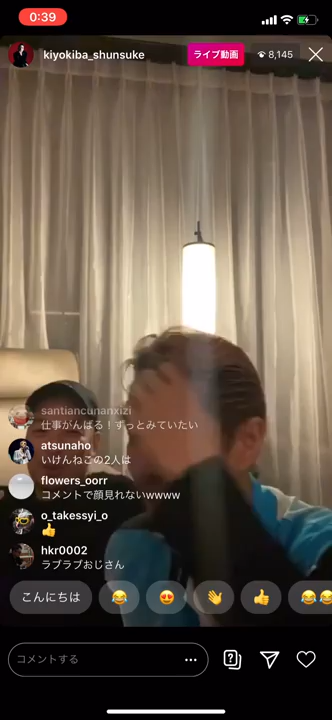 0:39
kiyokiba_shunsuke
ライブ動画
8,145
santiancunanxizi
仕事がんばる！ずっとみていたい
atsunaho
いけんねこの2人は
flowers_oorr
コメントで顔見れないwwww
o_takessyi_o
👍
hkr0002
ラブラブおじさん
こんにちは
😂
😍
👋
👍
😂😂
コメントする